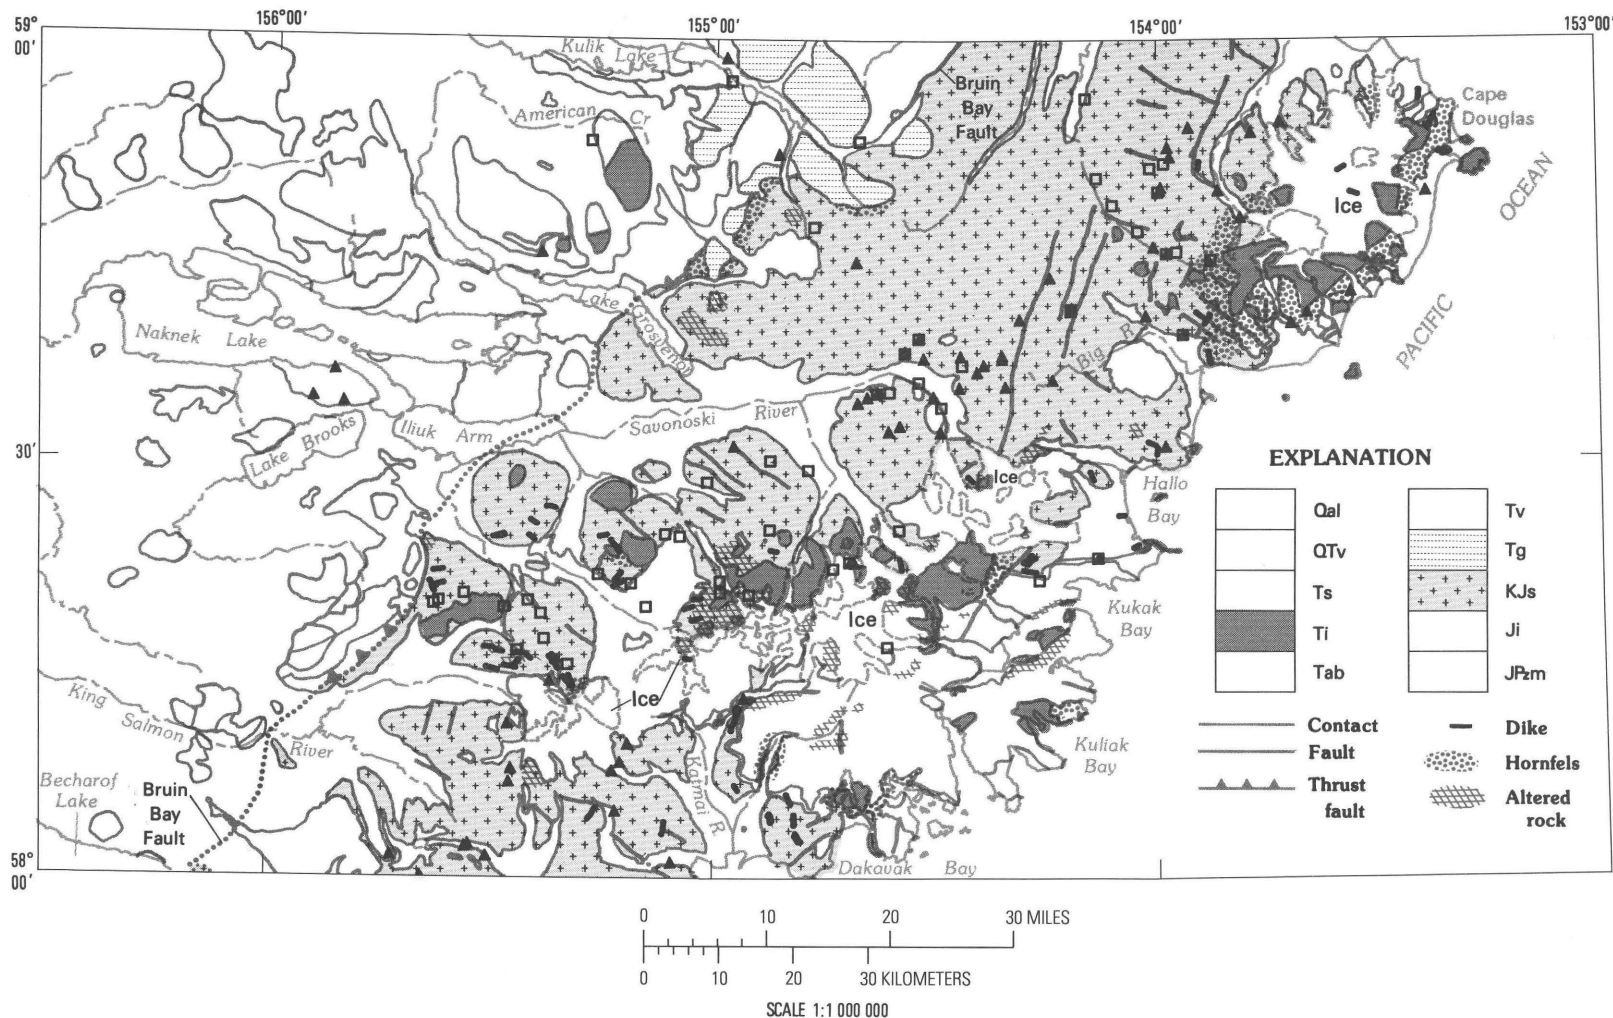 59°
00'
156°00'
155°00'
154°00'
153°00'
Kulik
Lake
American
Cr
Bruin
Bay
Fault
Cape
Douglas
Ice
OCEAN
PACIFIC
Lake
Grosvenor
Naknek Lake
Big R
Savonoski River
Iliuk Arm
Lake Brooks
30'
Ice
Hallo
Bay
Kukak
Bay
Ice
Ice
King
Salmon
River
Kuliak
Bay
Becharof
Lake
Bruin
Bay
Fault
Katmai R
Dakavak Bay
58°
00'
EXPLANATION
Qal
QTv
Ts
Ti
Tab
Tv
Tg
KJs
Ji
JPzm
Contact
Fault
Thrust
fault
Dike
Hornfels
Altered
rock
0 10 20 30 MILES
0 10 20 30 KILOMETERS
SCALE 1:1 000 000